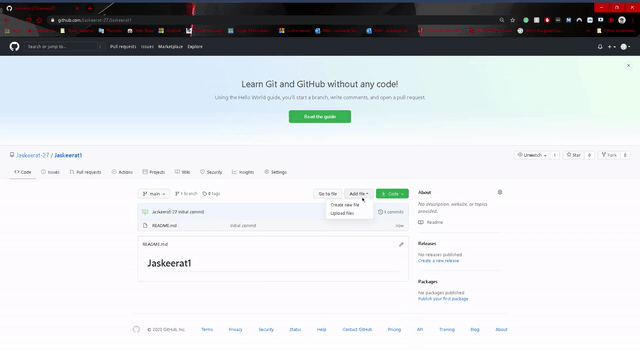 Jaskeerat-27/Jaskeerat1
github.com/Jaskeerat-27/Jaskeerat1
Search or jump to...
Pull requests Issues Marketplace Explore
Learn Git and GitHub without any code!
Using the Hello World guide, you'll start a branch, write comments, and open a pull request.
Read the guide
Jaskeerat-27 / Jaskeerat1
Unwatch 1 Star 0 Fork 0
Code Issues Pull requests Actions Projects Wiki Security Insights Settings
main 1 branch 0 tags Go to file Add file Code
Create new file
Upload files
Jaskeerat-27 Initial commit 1 commits
README.md Initial commit now
README.md
Jaskeerat1
About
No description, website, or topics provided.
Readme
Releases
No releases published
Create a new release
Packages
No packages published
Publish your first package
© 2020 GitHub, Inc. Terms Privacy Security Status Help Contact GitHub Pricing API Training Blog About